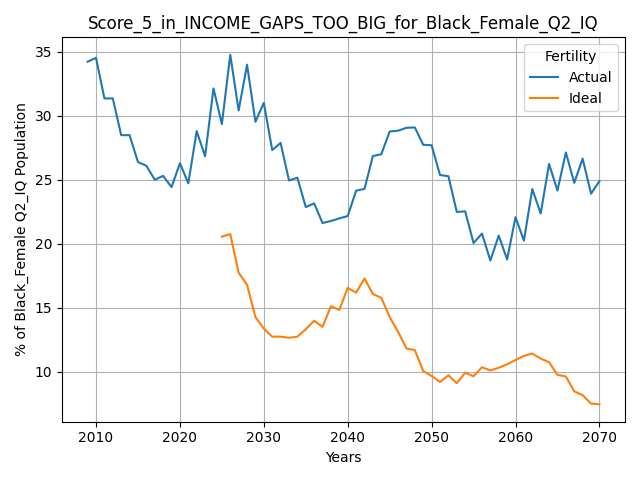 Score_5_in_INCOME_GAPS_TOO_BIG_for_Black_Female_Q2_IQ
Fertility
Actual
Ideal
% of Black_Female Q2_IQ Population
35
30
25
20
15
10
2010 2020 2030 2040 2050 2060 2070
Years